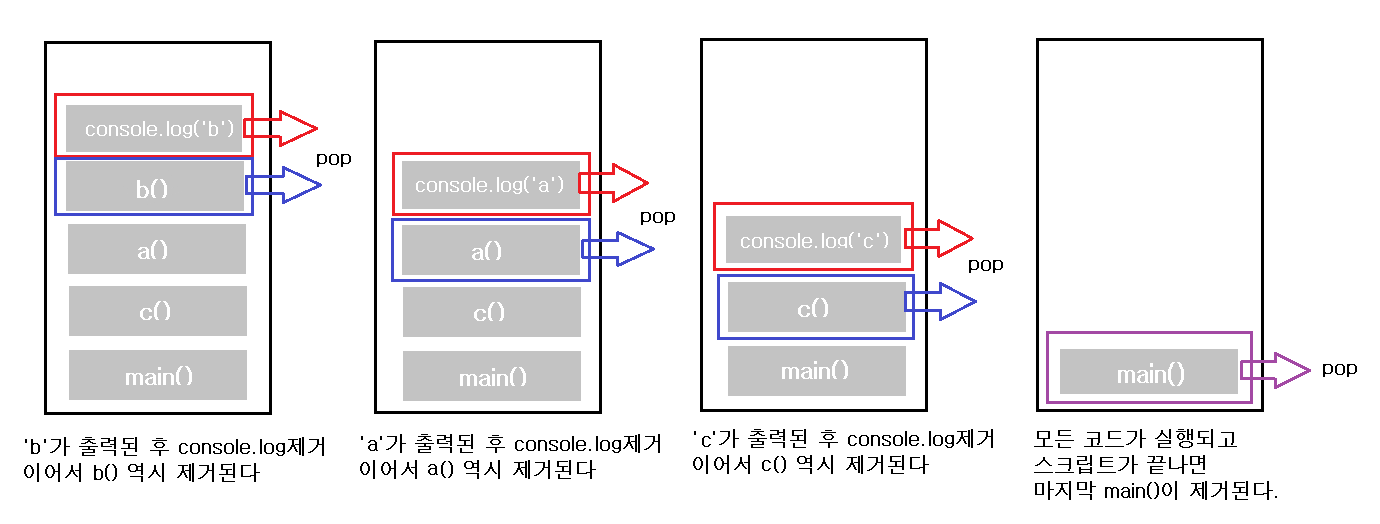 console.log('b')
b()
a()
c()
main()
pop
'b'가 출력된 후 console.log제거
이어서 b() 역시 제거된다
console.log('a')
a()
c()
main()
pop
'a'가 출력된 후 console.log제거
이어서 a() 역시 제거된다
console.log('c')
c()
main()
pop
'c'가 출력된 후 console.log제거
이어서 c() 역시 제거된다
main()
pop
모든 코드가 실행되고
스크립트가 끝나면
마지막 main()이 제거된다.